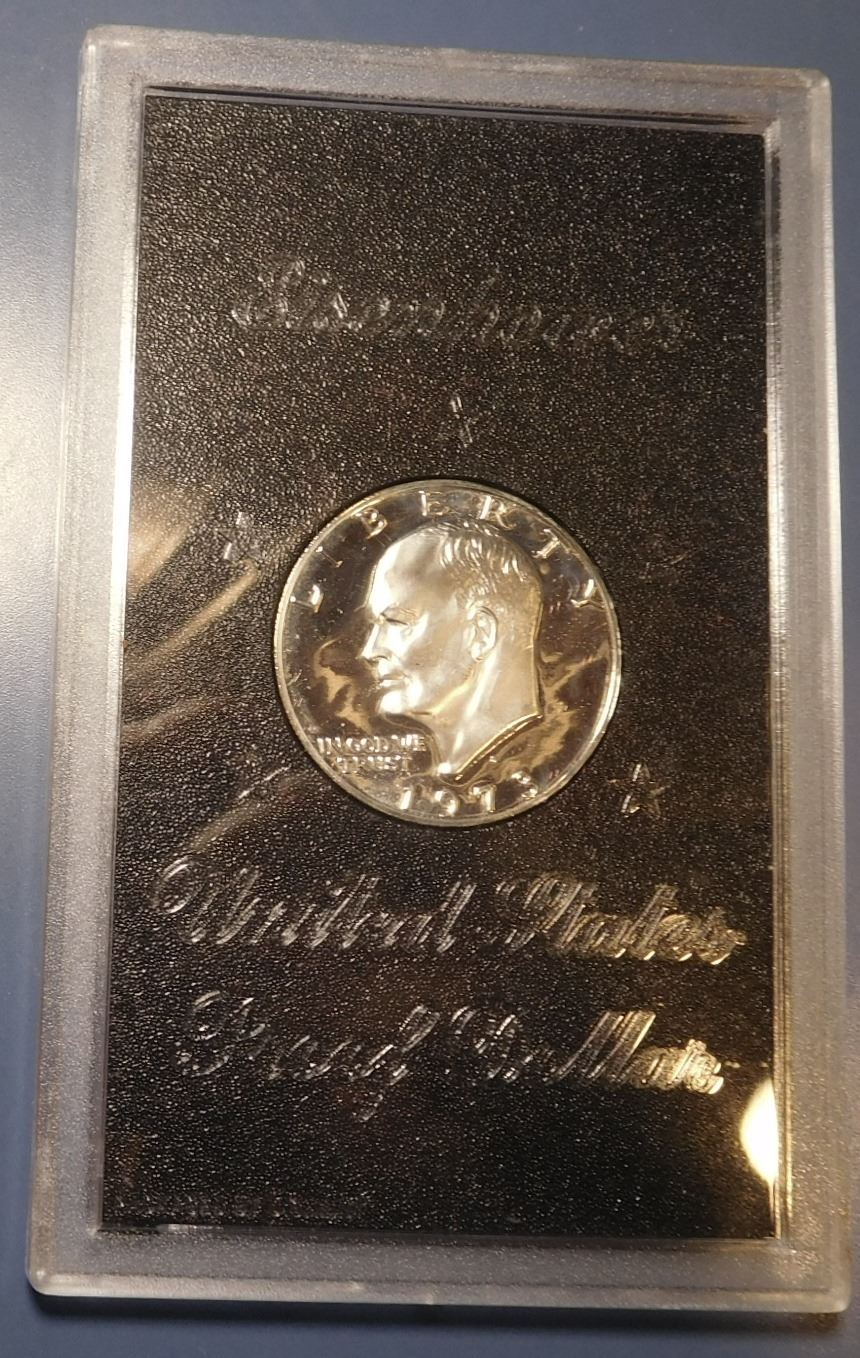 Eisenhower
LIBERTY
IN GOD WE
TRUST
1973
United States
Proof Dollar